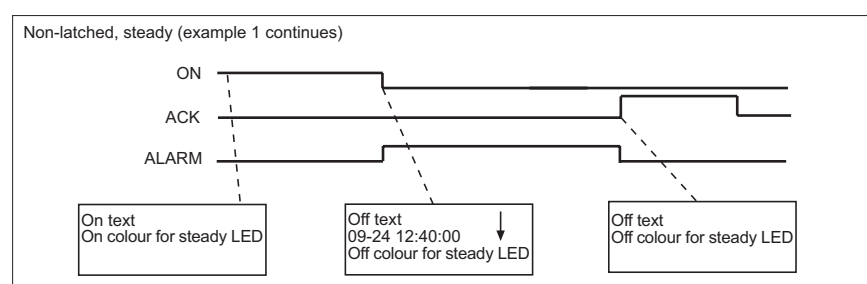 Non-latched, steady (example 1 continues)
ON
ACK
ALARM
On text
On colour for steady LED
Off text
09-24 12:40:00
Off colour for steady LED
Off text
Off colour for steady LED